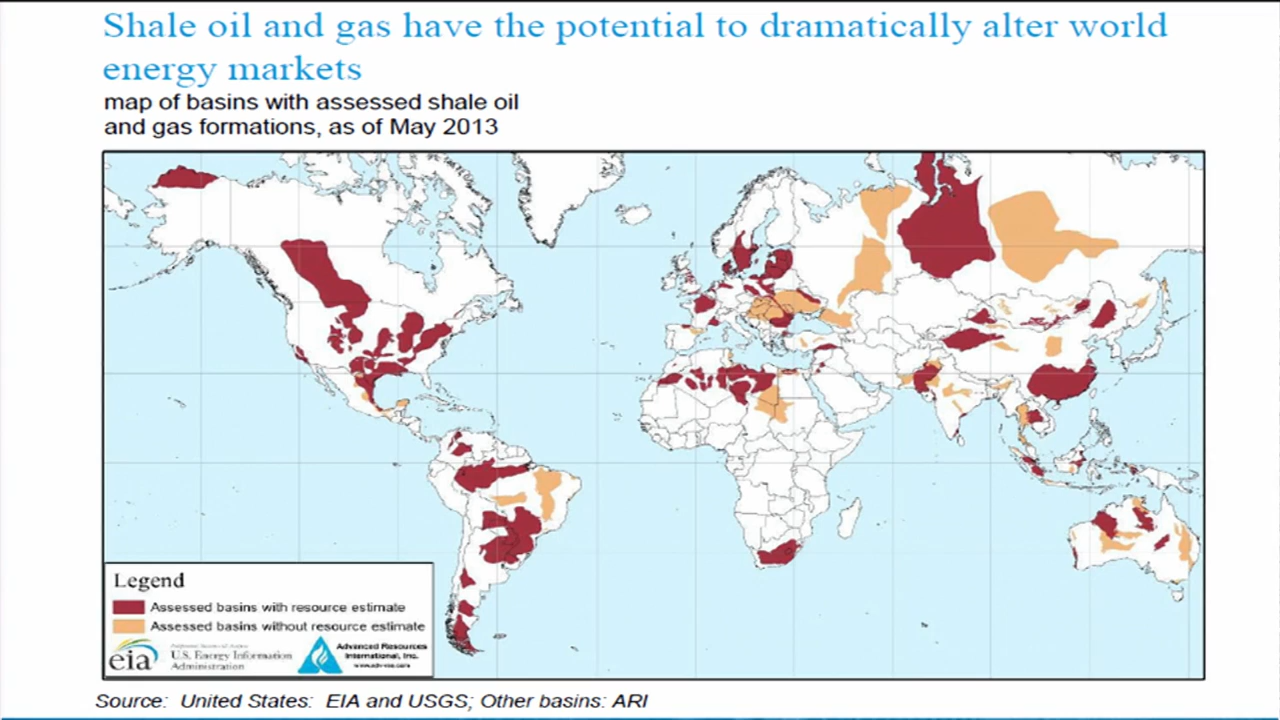 Shale oil and gas have the potential to dramatically alter world
energy markets
map of basins with assessed shale oil
and gas formations, as of May 2013
Legend
Assessed basins with resource estimate
Assessed basins without resource estimate
eia
U.S. Energy Information
Administration
Advanced Resources
International, Inc.
Source: United States: EIA and USGS; Other basins: ARI